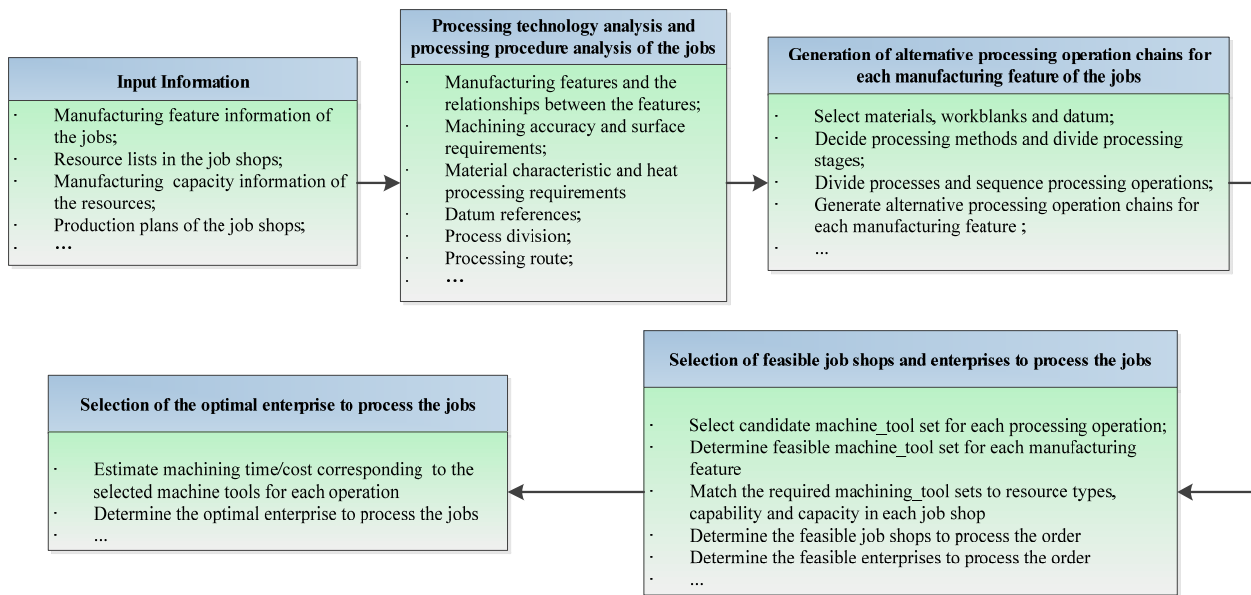 Input Information
· Manufacturing feature information of
the jobs;
· Resource lists in the job shops;
· Manufacturing capacity information of
the resources;
· Production plans of the job shops;
· ...
Processing technology analysis and
processing procedure analysis of the jobs
· Manufacturing features and the
relationships between the features;
· Machining accuracy and surface
requirements;
· Material characteristic and heat
processing requirements
· Datum references;
· Process division;
· Processing route;
· ...
Generation of alternative processing operation chains for
each manufacturing feature of the jobs
· Select materials, workblanks and datum;
· Decide processing methods and divide processing
stages;
· Divide processes and sequence processing operations;
· Generate alternative processing operation chains for
each manufacturing feature ;
· ...
Selection of feasible job shops and enterprises to process the jobs
· Select candidate machine_tool set for each processing operation;
· Determine feasible machine_tool set for each manufacturing
feature
· Match the required machining_tool sets to resource types,
capability and capacity in each job shop
· Determine the feasible job shops to process the order
· Determine the feasible enterprises to process the order
· ...
Selection of the optimal enterprise to process the jobs
· Estimate machining time/cost corresponding to the
selected machine tools for each operation
· Determine the optimal enterprise to process the jobs
· ...